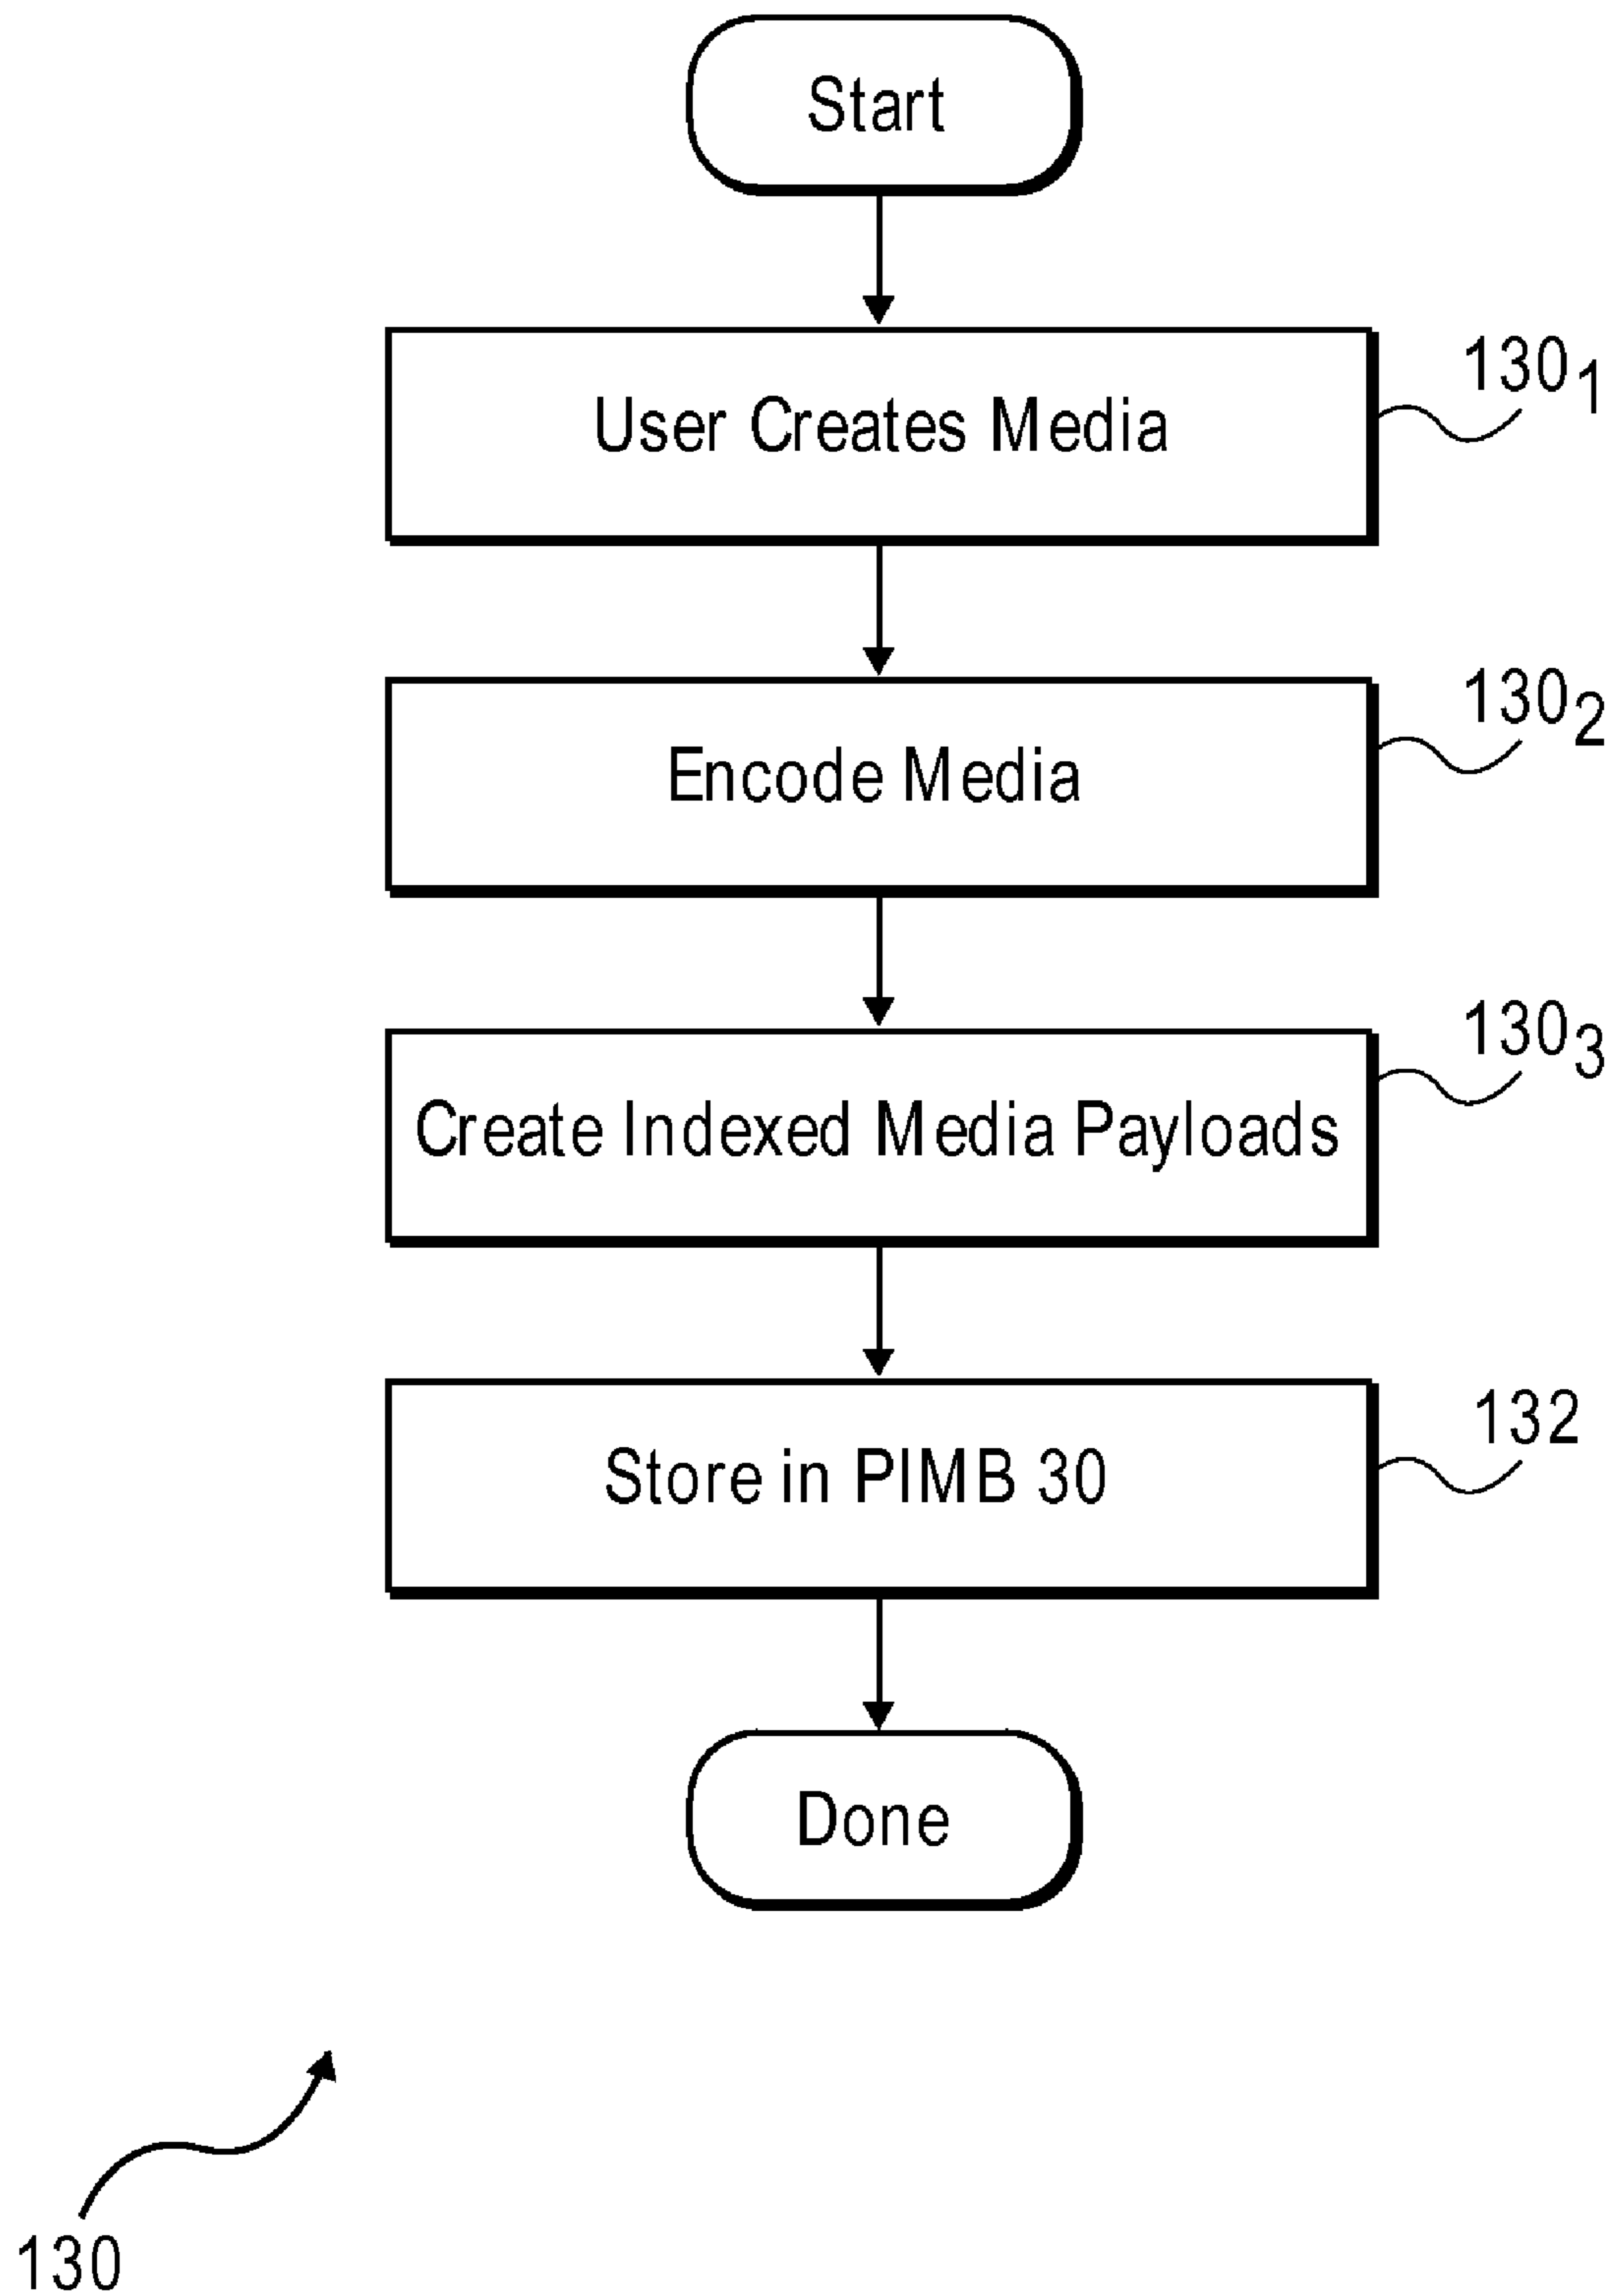 Start
User Creates Media
130₁
Encode Media
130₂
Create Indexed Media Payloads
130₃
Store in PIMB 30
132
Done
130